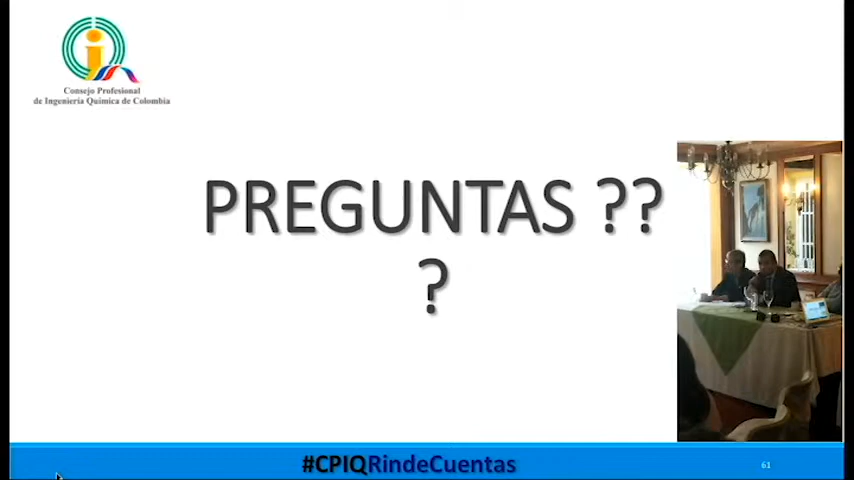 Consejo Profesional
de Ingeniería Química de Colombia
PREGUNTAS ??
?
#CPIQRindeCuentas
61